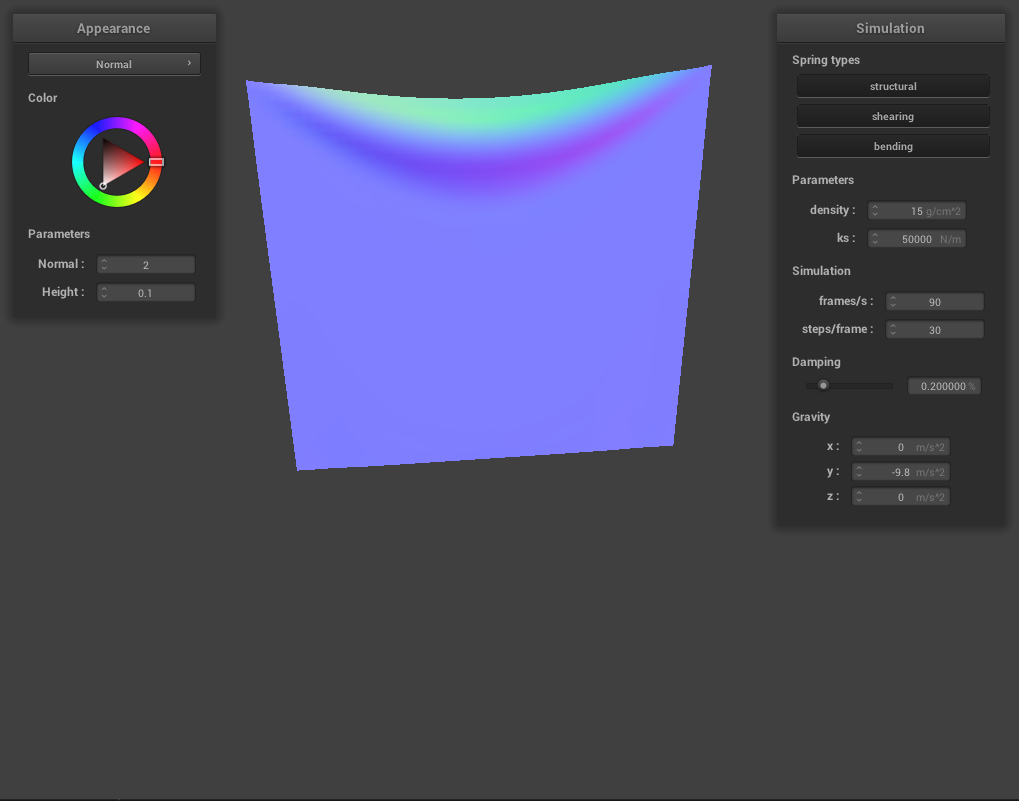 Appearance
Normal ›
Color
Parameters
Normal : 2
Height : 0.1
Simulation
Spring types
structural
shearing
bending
Parameters
density : 15 g/cm^2
ks : 50000 N/m
Simulation
frames/s : 90
steps/frame : 30
Damping
0.200000 %
Gravity
x : 0 m/s^2
y : -9.8 m/s^2
z : 0 m/s^2